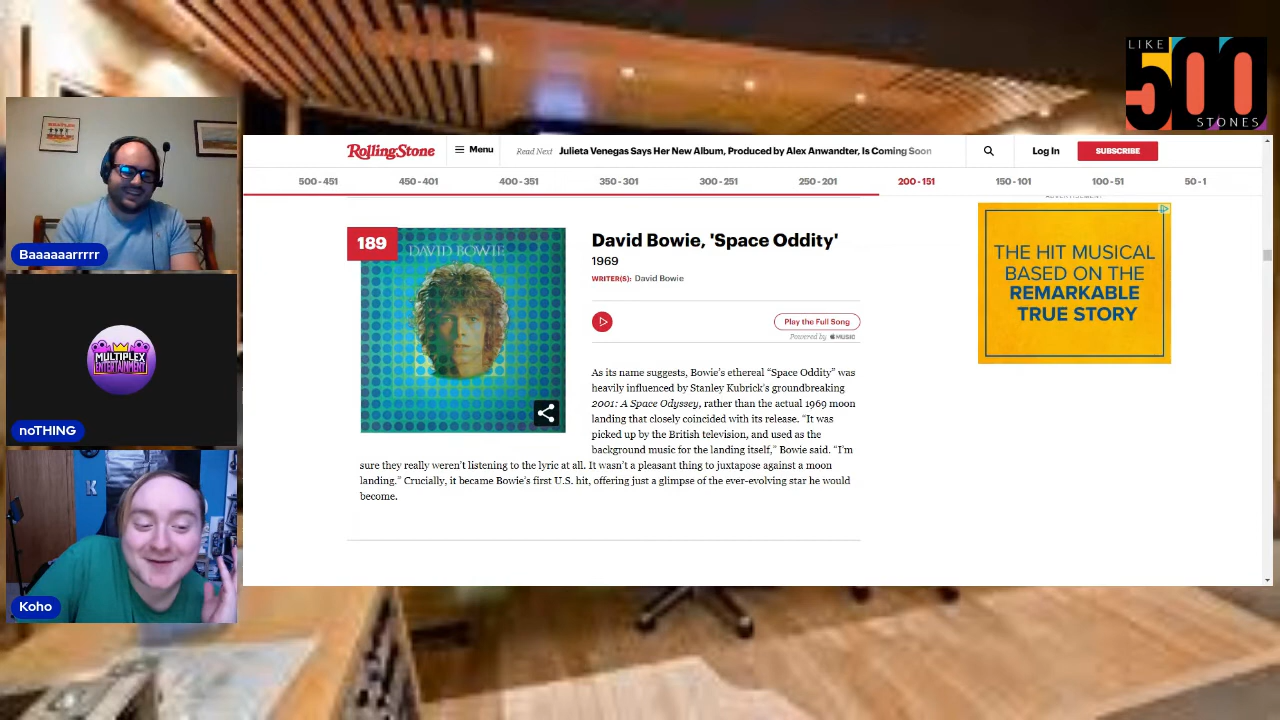 LIKE
500
STONES
RollingStone
Menu
Read Next Julieta Venegas Says Her New Album, Produced by Alex Anwandter, Is Coming Soon
Log In
SUBSCRIBE
500 - 451
450 - 401
400 - 351
350 - 301
300 - 251
250 - 201
200 - 151
150 - 101
100 - 51
50 - 1
189
DAVID BOWIE
David Bowie, 'Space Oddity'
1969
WRITER(S): David Bowie
Play the Full Song
Powered by MUSIC
As its name suggests, Bowie's ethereal “Space Oddity” was
heavily influenced by Stanley Kubrick's groundbreaking
2001: A Space Odyssey, rather than the actual 1969 moon
landing that closely coincided with its release. “It was
picked up by the British television, and used as the
background music for the landing itself,” Bowie said. “I'm
sure they really weren't listening to the lyric at all. It wasn't a pleasant thing to juxtapose against a moon
landing.” Crucially, it became Bowie's first U.S. hit, offering just a glimpse of the ever-evolving star he would
become.
THE HIT MUSICAL
BASED ON THE
REMARKABLE
TRUE STORY
Baaaaaarrrrr
MULTIPLEX
ENTERTAINMENT
noTHING
K
Koho